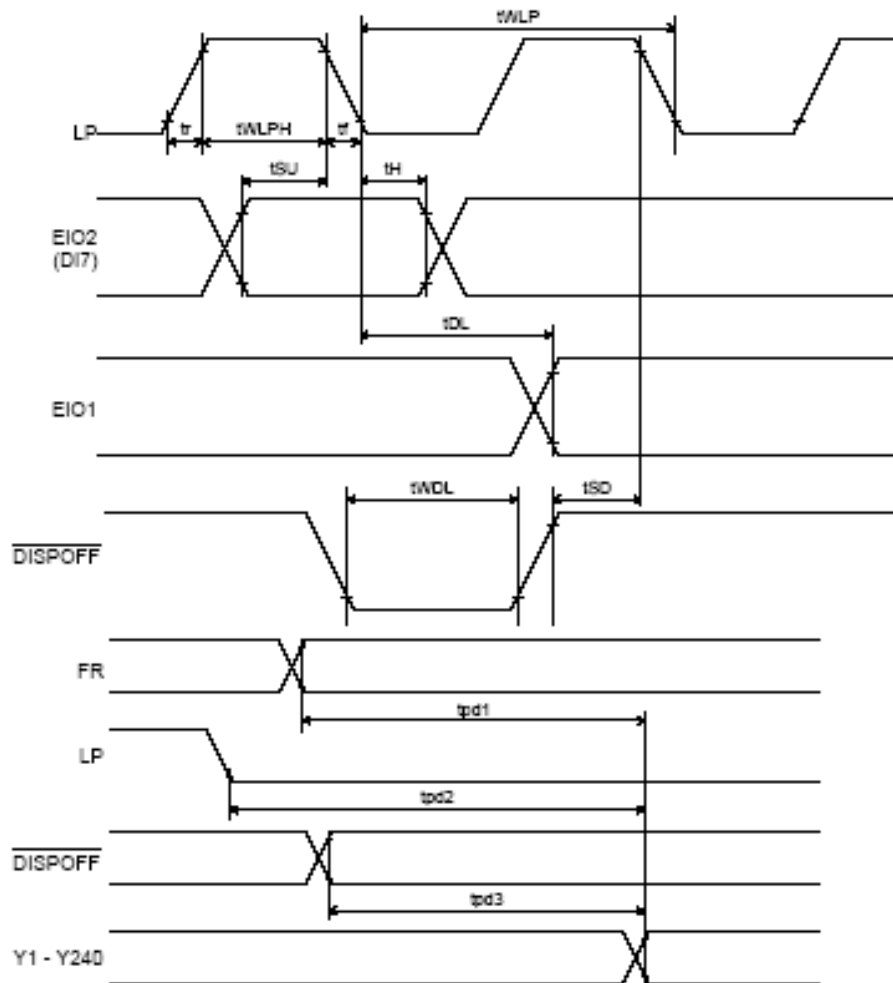 tWLP
LP
tr
tWLPH
tf
tSU
tH
EIO2
(DI7)
tDL
EIO1
tWDL
tSD
DISPOFF
FR
tpd1
LP
tpd2
DISPOFF
tpd3
Y1 - Y240